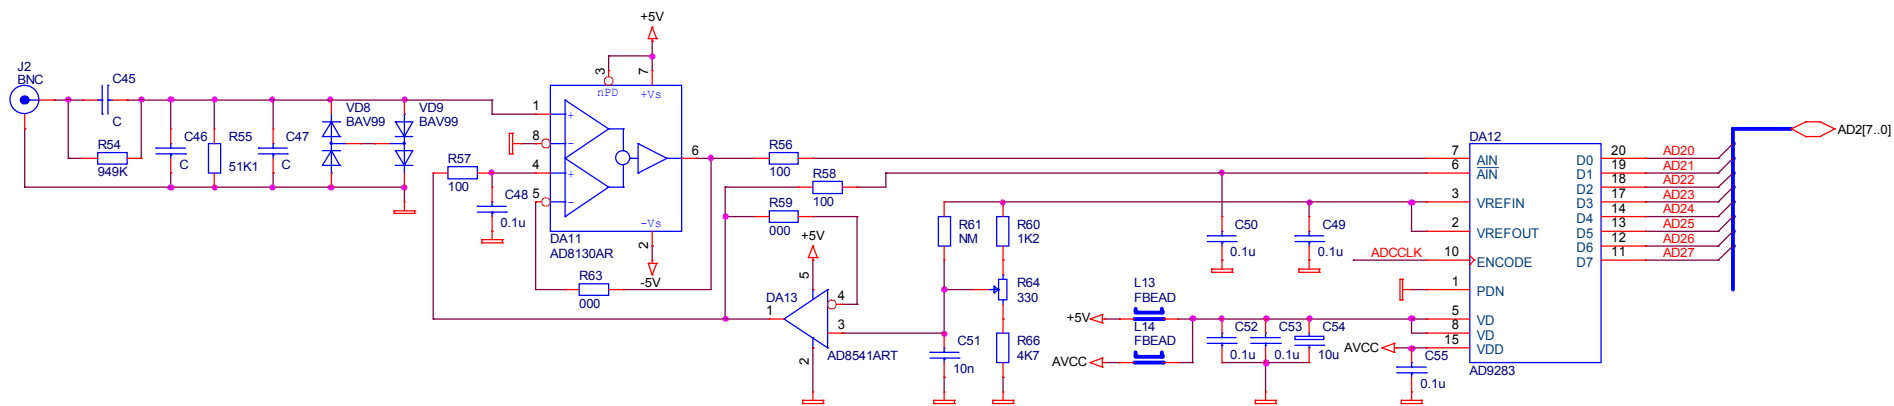 J2
BNC
C45
C
R54
949K
C46
C
R55
51K1
C47
C
VD8
BAV99
VD9
BAV99
R57
100
C48
0.1u
+5V
3
7
nPD
+Vs
1
+
8
−
4
+
5
−
6
−Vs
2
DA11
AD8130AR
-5V
R63
000
R56
100
R58
100
R59
000
+5V
5
DA13
4
1
3
2
AD8541ART
R61
NM
R60
1K2
R64
330
C51
10n
R66
4K7
C50
0.1u
C49
0.1u
ADCCLK
L13
FBEAD
+5V
L14
FBEAD
AVCC
C52
0.1u
C53
0.1u
C54
10u
AVCC
C55
0.1u
DA12
7 AIN D0 20 AD20
6 AIN D1 19 AD21
D2 18 AD22
3 VREFIN D3 17 AD23
D4 14 AD24
2 VREFOUT D5 13 AD25
D6 12 AD26
10 ENCODE D7 11 AD27
1 PDN
5 VD
8 VD
15 VDD
AD9283
AD2[7..0]